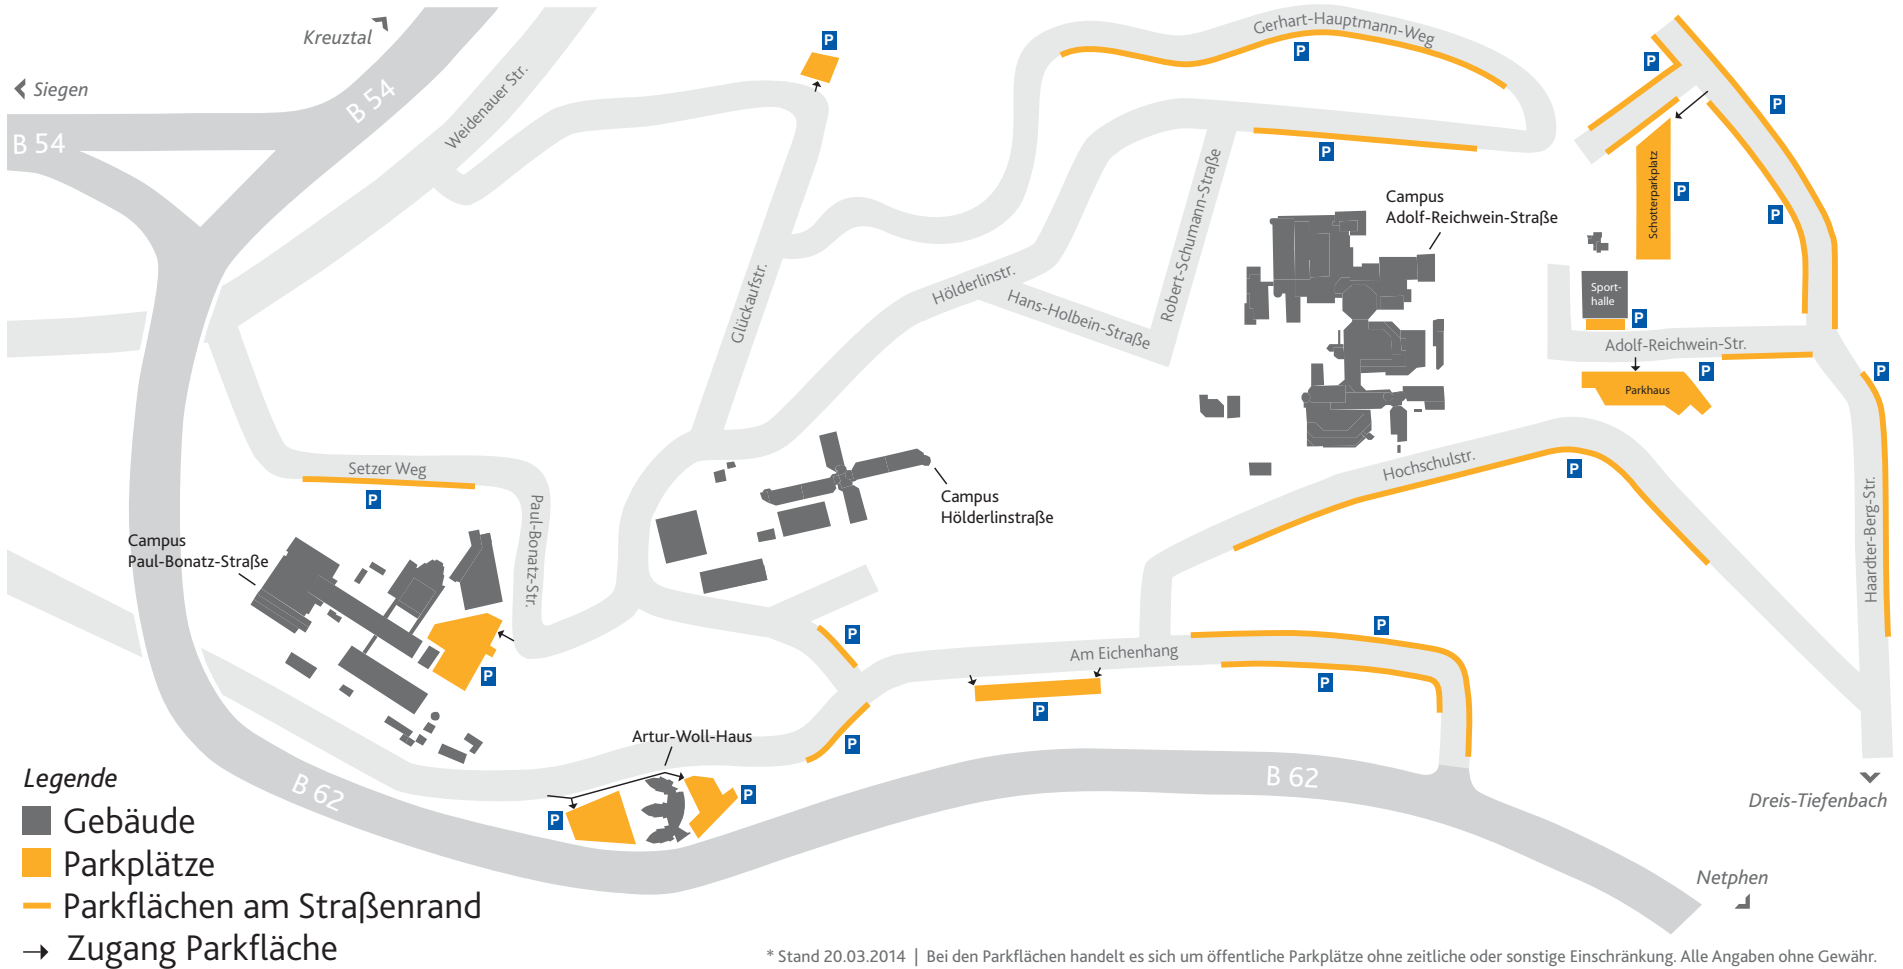 Kreuztal
Siegen
B 54
B 54
Weidenauer Str.
P
Gerhart-Hauptmann-Weg
P
P
P
P
P
P
Schotterparkplatz
Robert-Schumann-Straße
Campus
Adolf-Reichwein-Straße
Glückaufstr.
Hölderlinstr.
Hans-Holbein-Straße
Sport-
halle
P
Adolf-Reichwein-Str.
P
P
Parkhaus
Setzer Weg
P
Paul-Bonatz-Str.
Campus
Hölderlinstraße
Hochschulstr.
P
Haardter-Berg-Str.
Campus
Paul-Bonatz-Straße
P
P
Am Eichenhang
P
P
P
P
Artur-Woll-Haus
P
P
B 62
B 62
Dreis-Tiefenbach
Netphen
Legende
Gebäude
Parkplätze
Parkflächen am Straßenrand
Zugang Parkfläche
* Stand 20.03.2014 | Bei den Parkflächen handelt es sich um öffentliche Parkplätze ohne zeitliche oder sonstige Einschränkung. Alle Angaben ohne Gewähr.